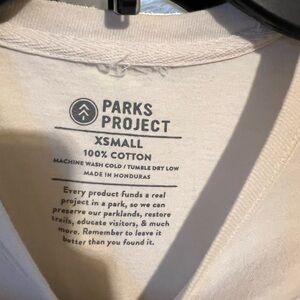 PARKS
PROJECT
XSMALL
100% COTTON
MACHINE WASH COLD / TUMBLE DRY LOW
MADE IN HONDURAS
Every product funds a real
project in a park, so we can
preserve our parklands, restore
trails, educate visitors, & much
more. Remember to leave it
better than you found it.